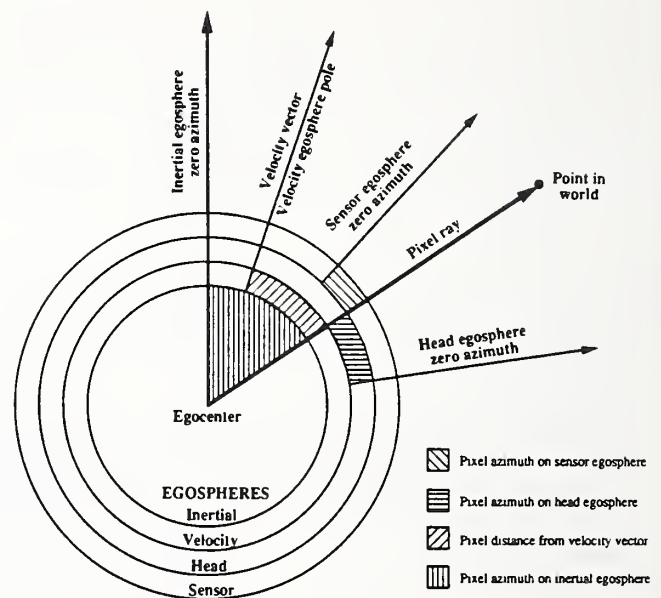 Inertial egosphere
zero azimuth
Velocity vector
Velocity egosphere pole
Sensor egosphere
zero azimuth
Point in
world
Pixel ray
Head egosphere
zero azimuth
Egocenter
EGOSPHERES
Inertial
Velocity
Head
Sensor
Pixel azimuth on sensor egosphere
Pixel azimuth on head egosphere
Pixel distance from velocity vector
Pixel azimuth on inertial egosphere